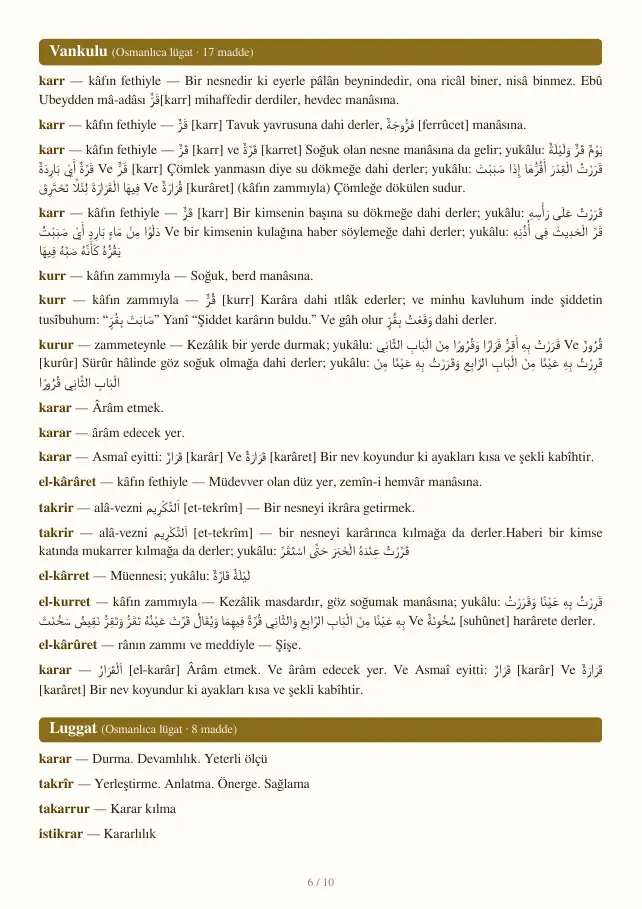 Vankulu (Osmanlıca lügat · 17 madde)
karr — kâfın fethiyle — Bir nesnedir ki eyerle pâlân beynindedir, ona ricâl biner, nisâ binmez. Ebû
Ubeydden mâ-adâsı قَرٌّ[karr] mihaffedir derdiler, hevdec manâsına.
karr — kâfın fethiyle — قَرٌّ [karr] Tavuk yavrusuna dahi derler, فَرُّوجَةٌ [ferrûcet] manâsına.
karr — kâfın fethiyle — قَرٌّ [karr] ve قَرَّةٌ [karret] Soğuk olan nesne manâsına da gelir; yukâlu: يَوْمٌ قَرٌّ وَلَيْلَةٌ
قَرَّةٌ أَيْ بَارِدَةٌ Ve قَرٌّ [karr] Çömlek yanmasın diye su dökmeğe dahi derler; yukâlu: قَرَرْتُ الْقِدْرَ أَقُرُّهَا إِذَا صَبَبْتَ
فِيهَا الْقَرَارَةَ لِئَلَّا تَحْتَرِقَ Ve قُرَارَةٌ [kurâret] (kâfın zammıyla) Çömleğe dökülen sudur.
karr — kâfın fethiyle — قَرٌّ [karr] Bir kimsenin başına su dökmeğe dahi derler; yukâlu: قَرَرْتُ عَلَى رَأْسِهِ
دَلْوًا مِنْ مَاءٍ بَارِدٍ أَيْ صَبَبْتُ Ve bir kimsenin kulağına haber söylemeğe dahi derler; yukâlu: قَرَّ الْحَدِيثَ فِي أُذُنِهِ
يَقُرُّهُ كَأَنَّهُ صَبَّهُ فِيهَا
kurr — kâfın zammıyla — Soğuk, berd manâsına.
kurr — kâfın zammıyla — قُرٌّ [kurr] Karâra dahi ıtlâk ederler; ve minhu kavluhum inde şiddetin
tusîbuhum: “صَابَتْ بِقُرٍّ” Yanî “Şiddet karârın buldu.” Ve gâh olur وَقَعَتْ بِقُرٍّ dahi derler.
kurur — zammeteynle — Kezâlik bir yerde durmak; yukâlu: قَرَرْتُ بِهِ أَقِرُّ قَرَارًا وَقُرُورًا مِنَ الْبَابِ الثَّانِي Ve قُرُورٌ
[kurûr] Sürûr hâlinde göz soğuk olmağa dahi derler; yukâlu: قَرِرْتُ بِهِ عَيْنًا مِنَ الْبَابِ الرَّابِعِ وَقَرَرْتُ بِهِ عَيْنًا مِنَ
الْبَابِ الثَّانِي قُرُورًا
karar — Ârâm etmek.
karar — ârâm edecek yer.
karar — Asmaî eyitti: قَرَارٌ [karâr] Ve قَرَارَةٌ [karâret] Bir nev koyundur ki ayakları kısa ve şekli kabîhtir.
el-kârâret — kâfın fethiyle — Müdevver olan düz yer, zemîn-i hemvâr manâsına.
takrir — alâ-vezni اَلتَّكْرِيم [et-tekrîm] — Bir nesneyi ikrâra getirmek.
takrir — alâ-vezni اَلتَّكْرِيم [et-tekrîm] — bir nesneyi karârınca kılmağa da derler.Haberi bir kimse
katında mukarrer kılmağa da derler; yukâlu: قَرَّرْتُ عِنْدَهُ الْخَبَرَ حَتَّى اسْتَقَرَّ
el-kârret — Müennesi; yukâlu: لَيْلَةٌ قَارَّةٌ
el-kurret — kâfın zammıyla — Kezâlik masdardır, göz soğumak manâsına; yukâlu: قَرِرْتُ بِهِ عَيْنًا وَقَرَرْتُ
بِهِ عَيْنًا مِنَ الْبَابِ الرَّابِعِ وَالثَّانِي قُرَّةً فِيهِمَا وَيُقَالُ قَرَّتْ عَيْنُهُ تَقَرُّ وَتَقِرُّ نَقِيضُ سَخُنَتْ Ve سُخُونَةٌ [suhûnet] harârete derler.
el-kârûret — rânın zammı ve meddiyle — Şişe.
karar — اَلْقَرَارُ [el-karâr] Ârâm etmek. Ve ârâm edecek yer. Ve Asmaî eyitti: قَرَارٌ [karâr] Ve قَرَارَةٌ
[karâret] Bir nev koyundur ki ayakları kısa ve şekli kabîhtir.
Luggat (Osmanlıca lügat · 8 madde)
karar — Durma. Devamlılık. Yeterli ölçü
takrîr — Yerleştirme. Anlatma. Önerge. Sağlama
takarrur — Karar kılma
istikrar — Kararlılık
6 / 10